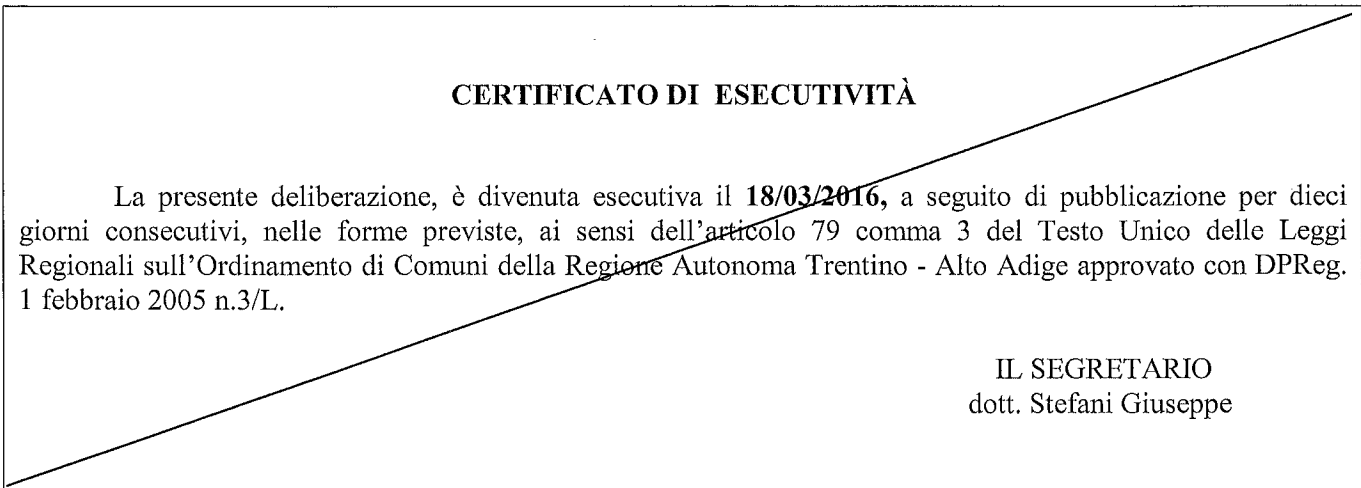 CERTIFICATO DI ESECUTIVITÀ
La presente deliberazione, è divenuta esecutiva il 18/03/2016, a seguito di pubblicazione per dieci
giorni consecutivi, nelle forme previste, ai sensi dell'articolo 79 comma 3 del Testo Unico delle Leggi
Regionali sull'Ordinamento di Comuni della Regione Autonoma Trentino - Alto Adige approvato con DPReg.
1 febbraio 2005 n.3/L.
IL SEGRETARIO
dott. Stefani Giuseppe